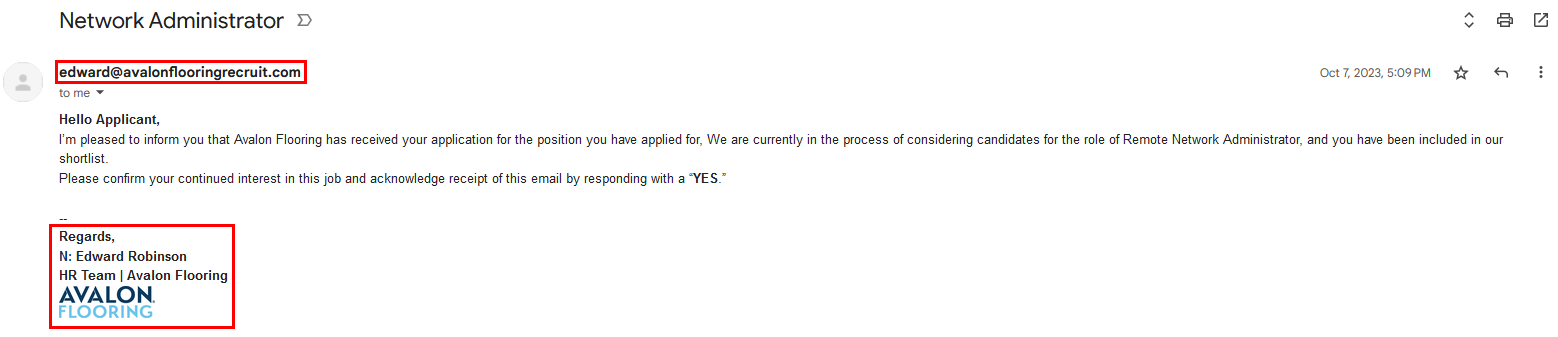 Network Administrator
edward@avalonflooringrecruit.com
Oct 7, 2023, 5:09 PM
to me
Hello Applicant,
I'm pleased to inform you that Avalon Flooring has received your application for the position you have applied for, We are currently in the process of considering candidates for the role of Remote Network Administrator, and you have been included in our
shortlist.
Please confirm your continued interest in this job and acknowledge receipt of this email by responding with a “YES.”
--
Regards,
N: Edward Robinson
HR Team | Avalon Flooring
AVALON.
FLOORING